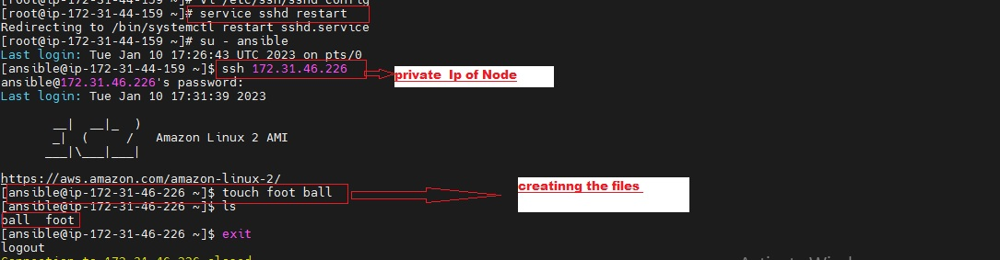 [root@ip-172-31-44-159 ~]# vi /etc/ssh/sshd_config
[root@ip-172-31-44-159 ~]# service sshd restart
Redirecting to /bin/systemctl restart sshd.service
[root@ip-172-31-44-159 ~]# su - ansible
Last login: Tue Jan 10 17:26:43 UTC 2023 on pts/0
[ansible@ip-172-31-44-159 ~]$ ssh 172.31.46.226
private Ip of Node
ansible@172.31.46.226's password:
Last login: Tue Jan 10 17:31:39 2023
__|  __|_  )
_|  (     /   Amazon Linux 2 AMI
___|\___|___|
https://aws.amazon.com/amazon-linux-2/
[ansible@ip-172-31-46-226 ~]$ touch foot ball
creatinng the files
[ansible@ip-172-31-46-226 ~]$ ls
ball  foot
[ansible@ip-172-31-46-226 ~]$ exit
logout
Connection to 172.31.46.226 closed.